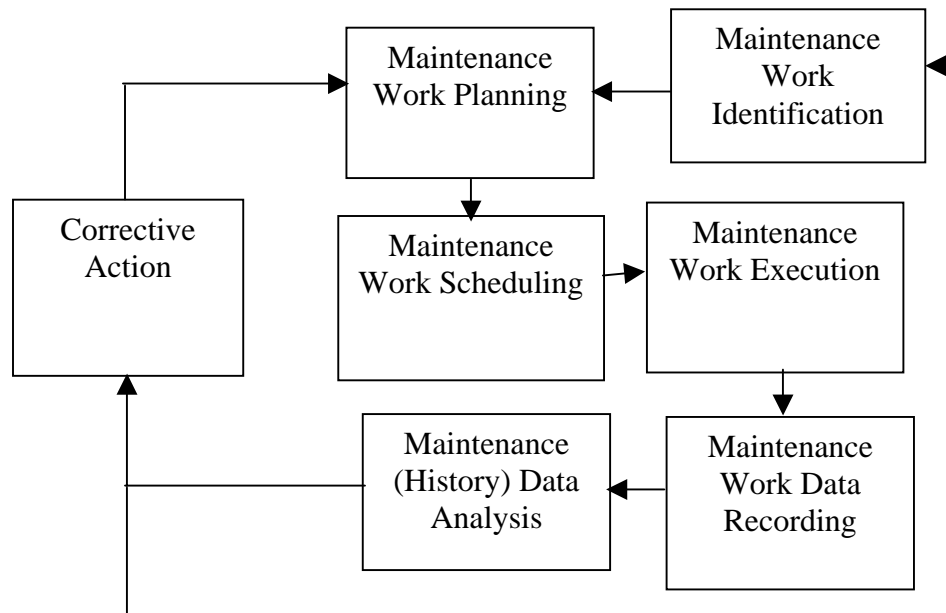 Maintenance
Work Planning
Maintenance
Work
Identification
Corrective
Action
Maintenance
Work Scheduling
Maintenance
Work Execution
Maintenance
(History) Data
Analysis
Maintenance
Work Data
Recording